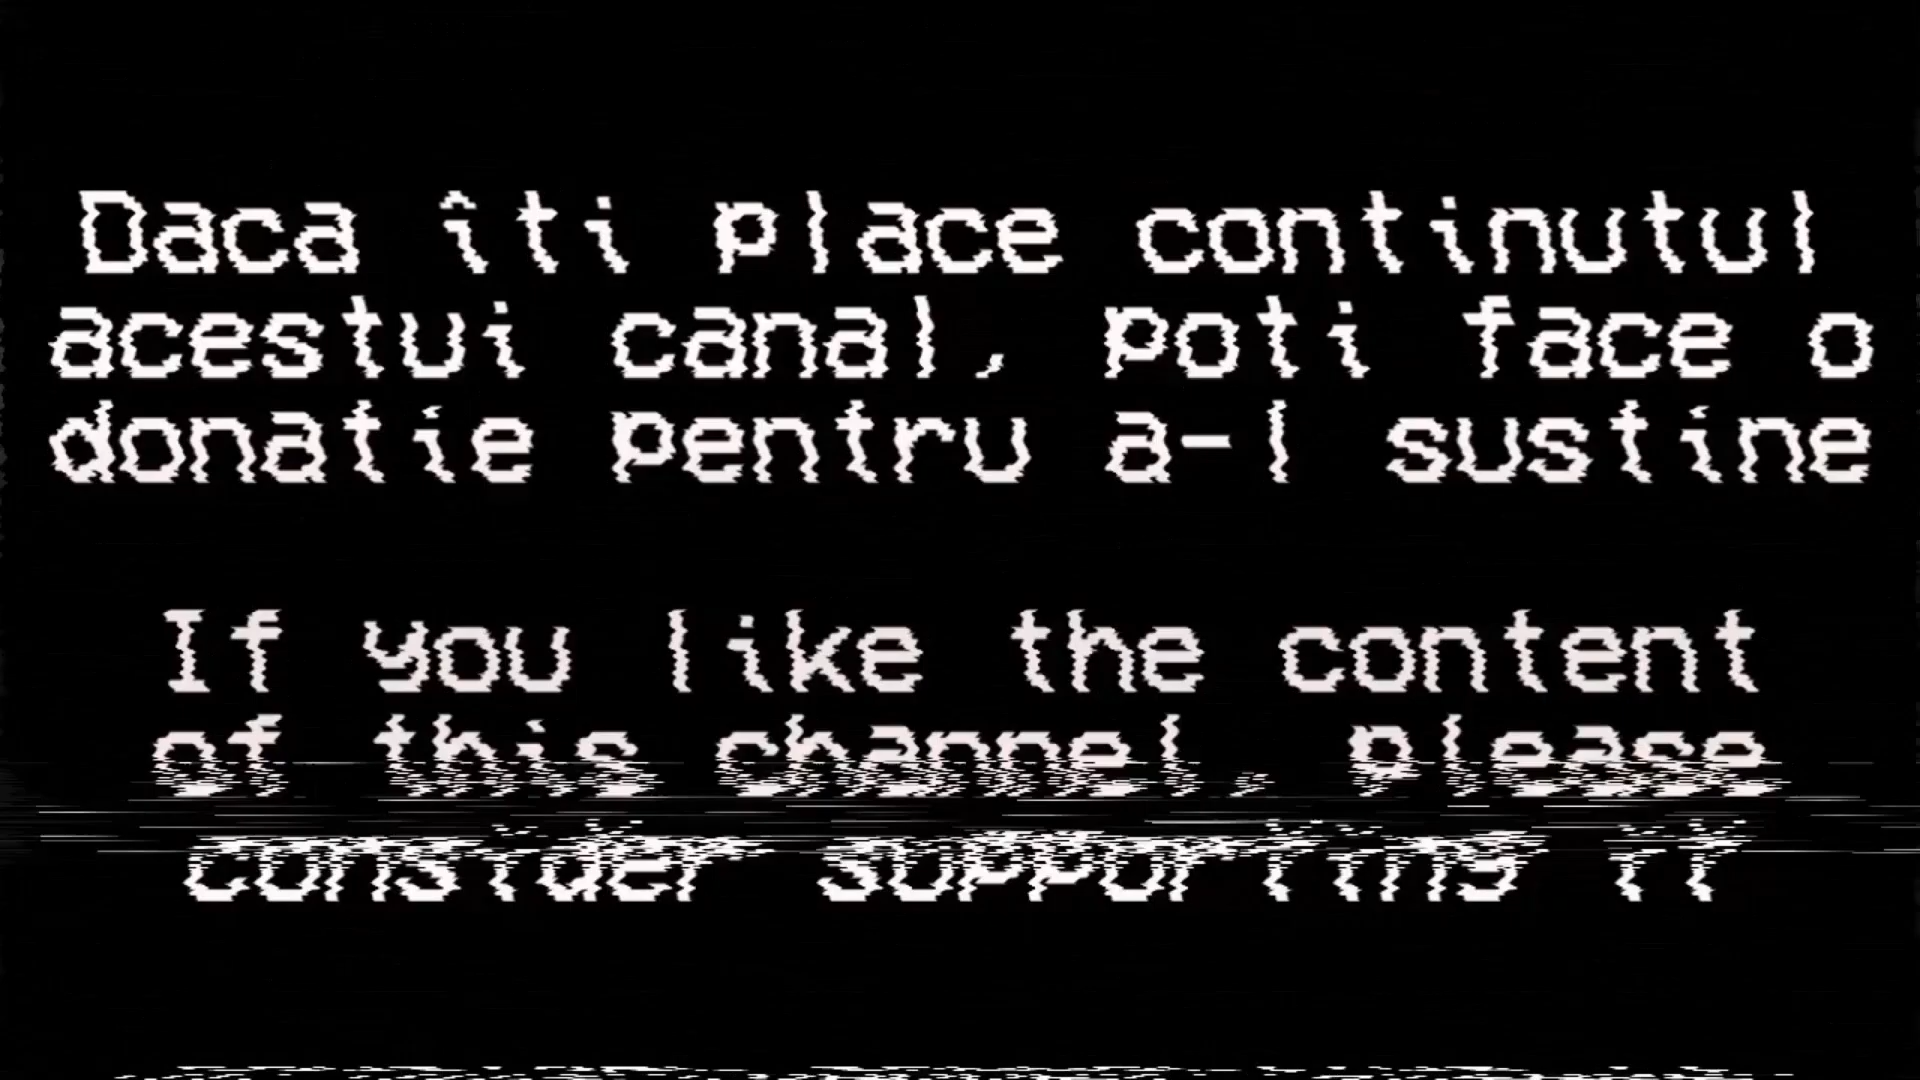 Daca îti place continutul
acestui canal, poti face o
donatie pentru a-l sustine
If you like the content
of this channel, please
consider supporting it